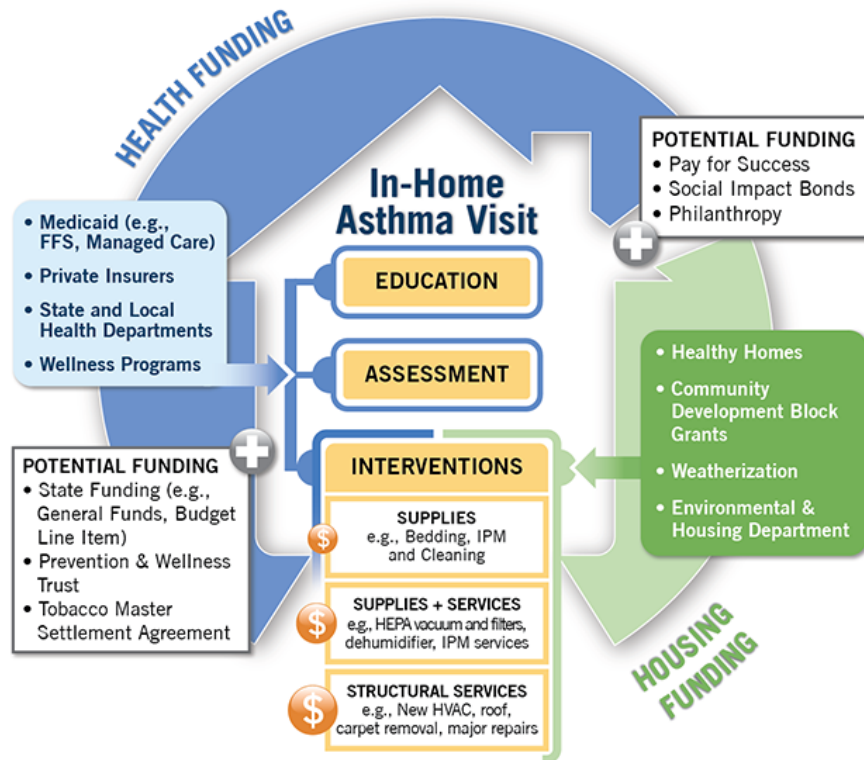 HEALTH FUNDING
In-Home
Asthma Visit
POTENTIAL FUNDING
• Pay for Success
• Social Impact Bonds
• Philanthropy
• Medicaid (e.g.,
FFS, Managed Care)
• Private Insurers
• State and Local
Health Departments
• Wellness Programs
EDUCATION
ASSESSMENT
• Healthy Homes
• Community
Development Block
Grants
• Weatherization
• Environmental &
Housing Department
POTENTIAL FUNDING
• State Funding (e.g.,
General Funds, Budget
Line Item)
• Prevention & Wellness
Trust
• Tobacco Master
Settlement Agreement
INTERVENTIONS
$
SUPPLIES
e.g., Bedding, IPM
and Cleaning
$
SUPPLIES + SERVICES
e.g., HEPA vacuum and filters,
dehumidifier, IPM services
$
STRUCTURAL SERVICES
e.g., New HVAC, roof,
carpet removal, major repairs
HOUSING
FUNDING